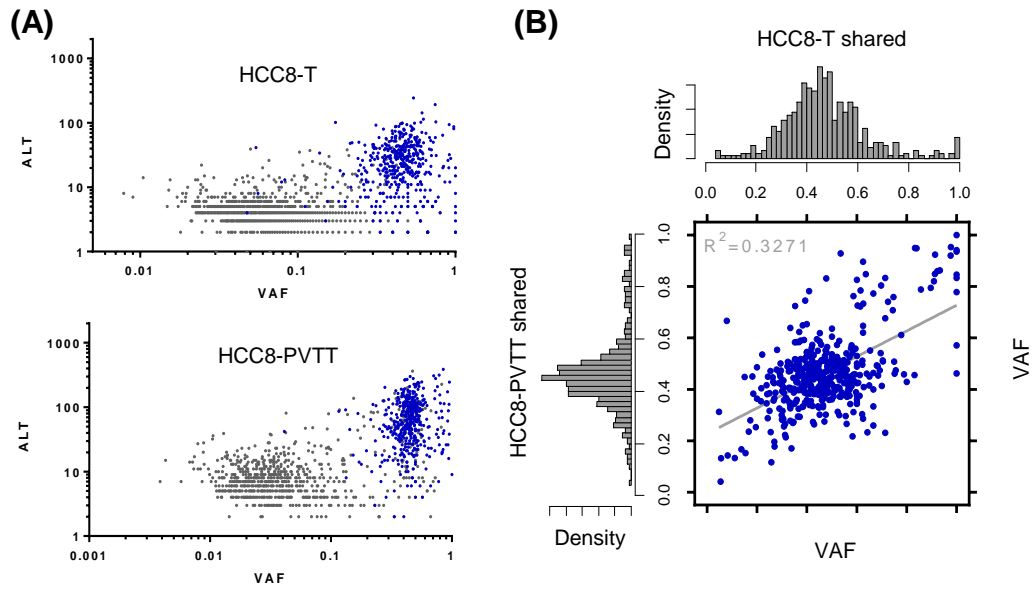 (A)
HCC8-T
ALT
1000
100
10
1
0.01
0.1
1
VAF
HCC8-PVTT
ALT
1000
100
10
1
0.001
0.01
0.1
1
VAF
(B)
HCC8-T shared
Density
0.0 0.2 0.4 0.6 0.8 1.0
HCC8-PVTT shared
Density
0.0 0.2 0.4 0.6 0.8 1.0
R²=0.3271
VAF
VAF